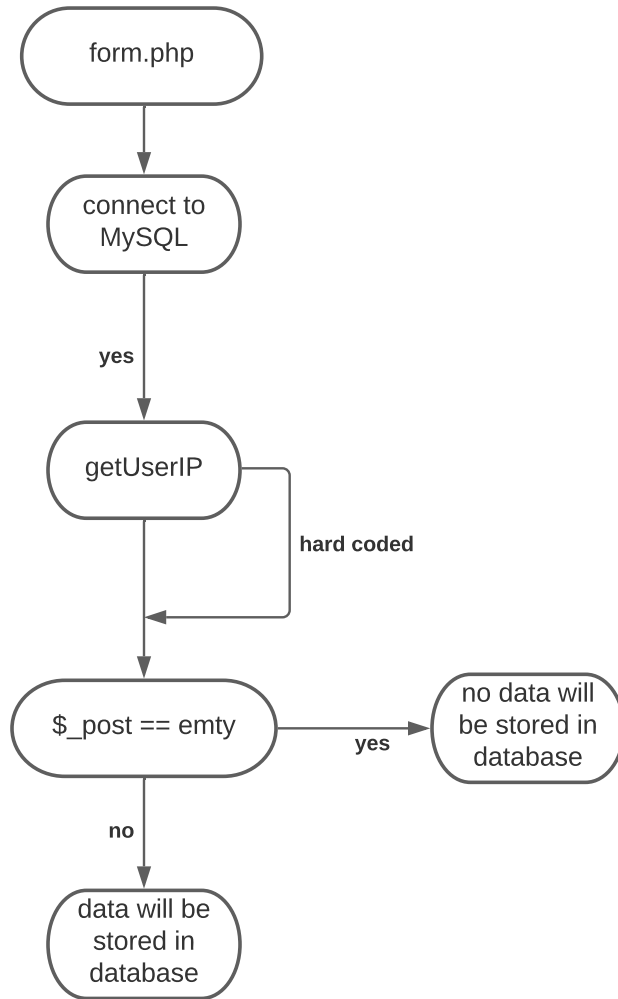 form.php
connect to
MySQL
yes
getUserIP
hard coded
$_post == emty
yes
no data will
be stored in
database
no
data will be
stored in
database